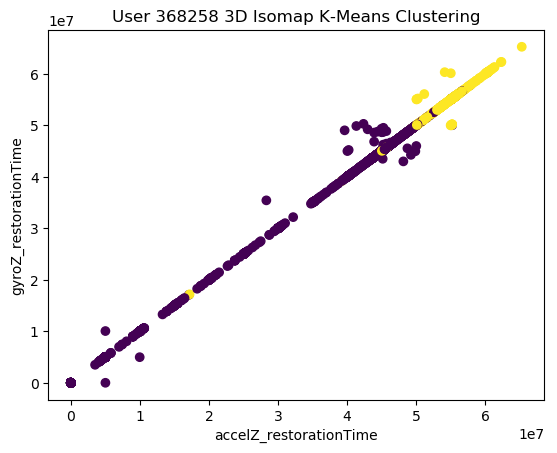 User 368258 3D Isomap K-Means Clustering
1e7
6
5
4
3
2
1
0
gyroZ_restorationTime
0 1 2 3 4 5 6
accelZ_restorationTime
1e7